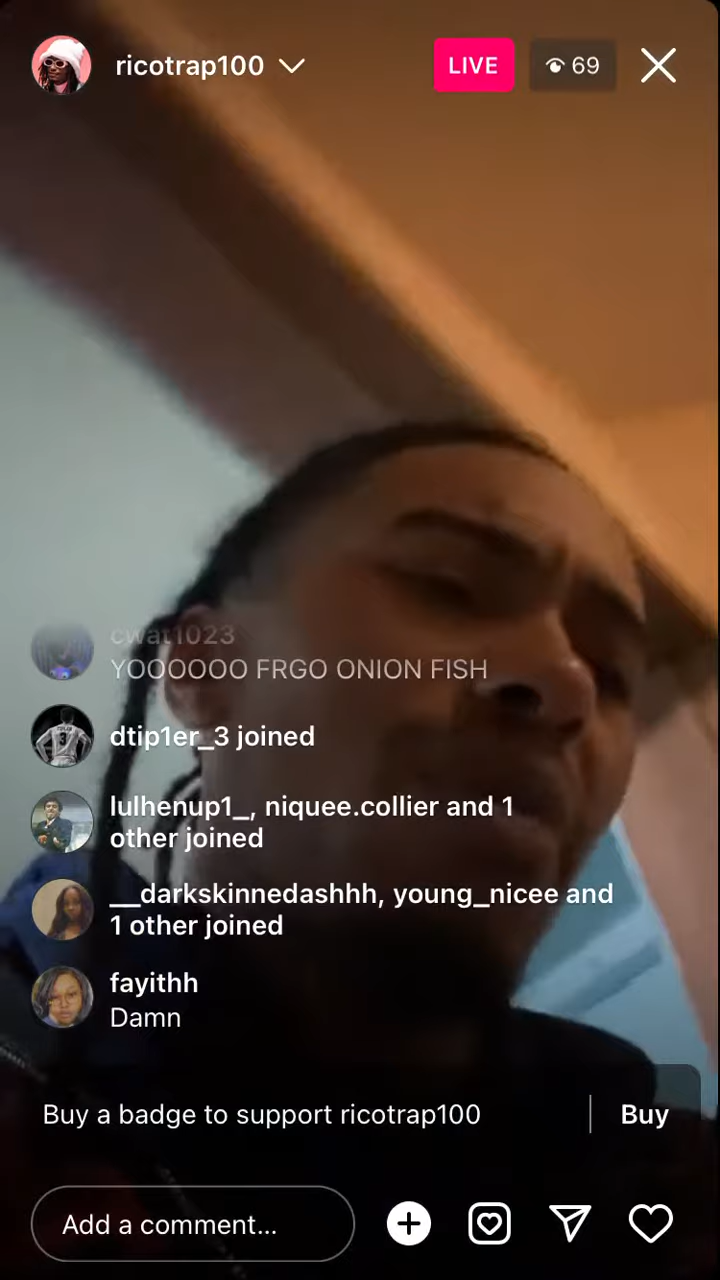 ricotrap100
LIVE
69
cwat1023
YOOOOOO FRGO ONION FISH
dtip1er_3 joined
lulhenup1_, niquee.collier and 1
other joined
__darkskinnedashhh, young_nicee and
1 other joined
fayithh
Damn
Buy a badge to support ricotrap100
Buy
Add a comment...